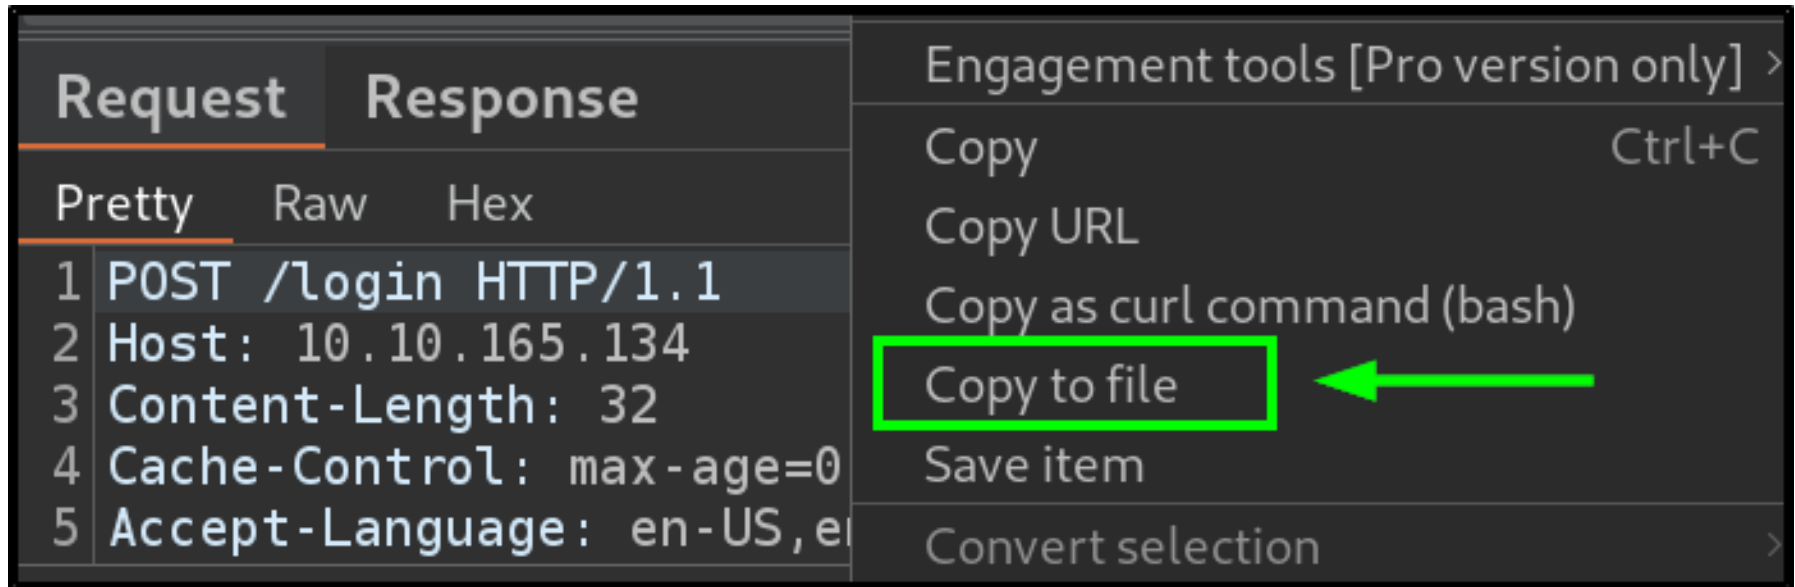 Request Response
Pretty Raw Hex
1 POST /login HTTP/1.1
2 Host: 10.10.165.134
3 Content-Length: 32
4 Cache-Control: max-age=0
5 Accept-Language: en-US,en
Engagement tools [Pro version only] >
Copy Ctrl+C
Copy URL
Copy as curl command (bash)
Copy to file
Save item
Convert selection >